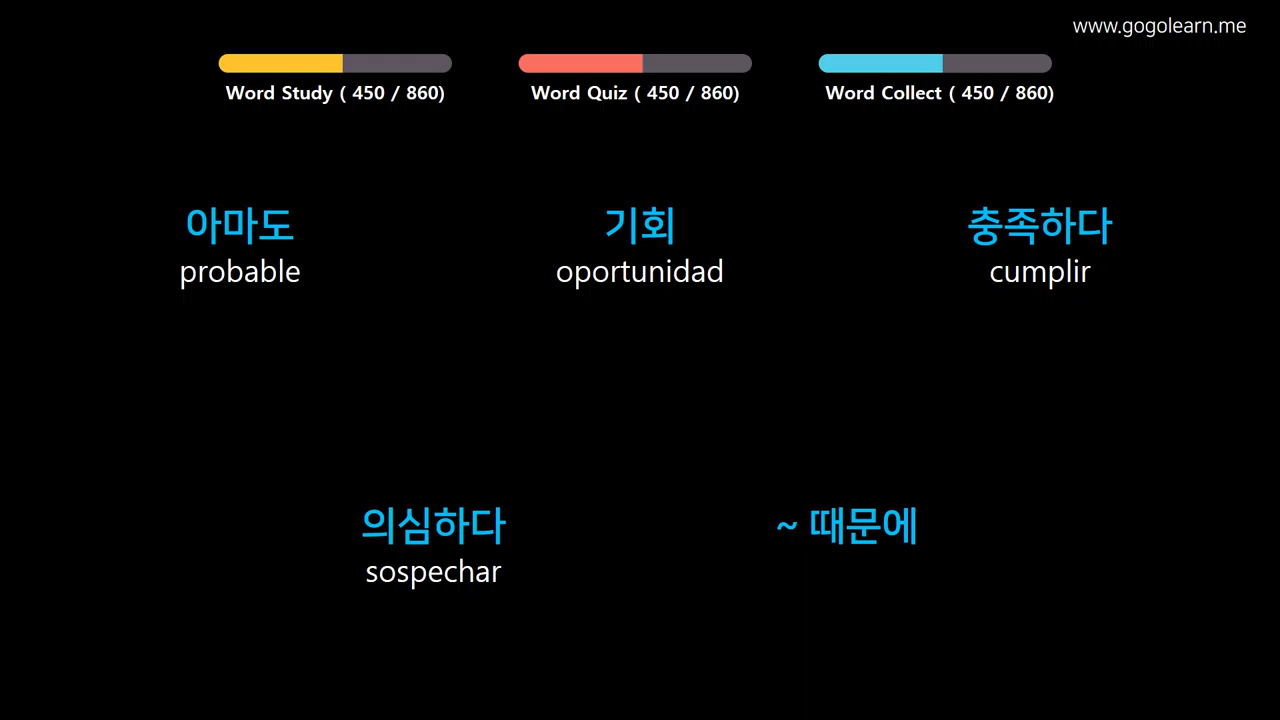 www.gogolearn.me
Word Study ( 450 / 860)
Word Quiz ( 450 / 860)
Word Collect ( 450 / 860)
아마도
probable
기회
oportunidad
충족하다
cumplir
의심하다
sospechar
~ 때문에